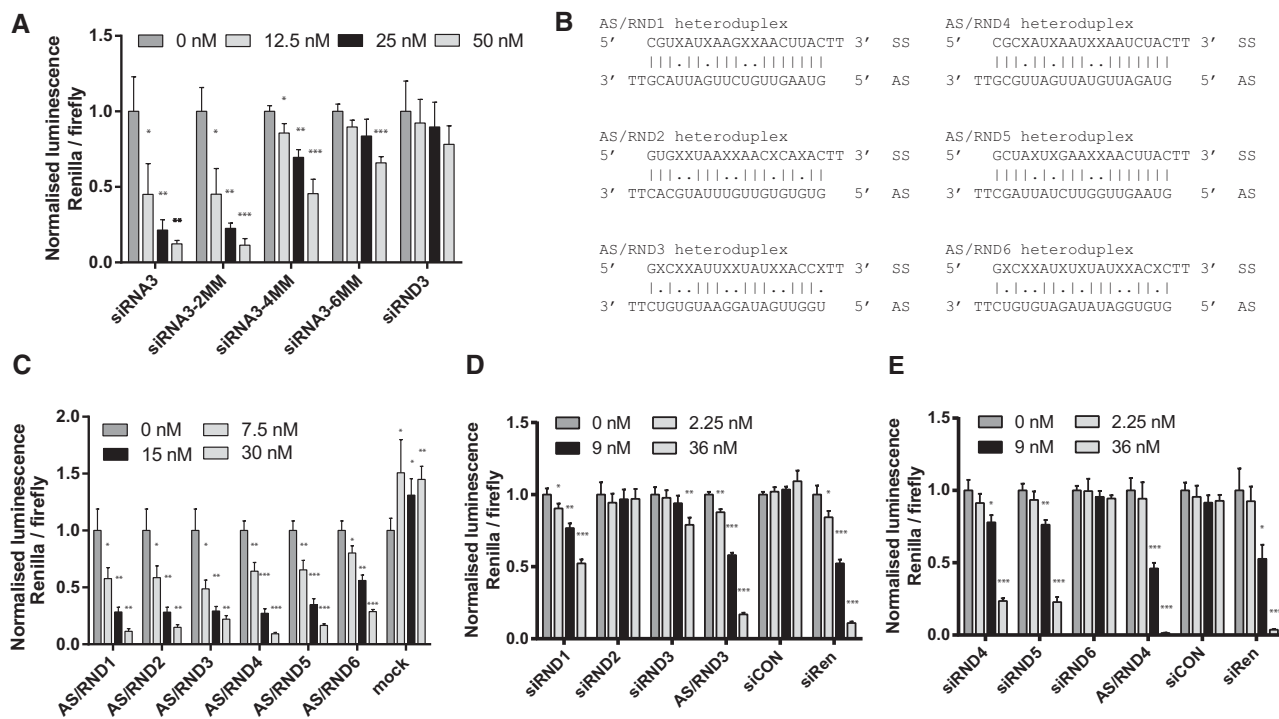 A
Normalised luminescence
Renilla / firefly
0 nM 12.5 nM 25 nM 50 nM
1.5
1.0
0.5
0.0
* ** **
* ** ***
* ** ***
***
siRNA3
siRNA3-2MM
siRNA3-4MM
siRNA3-6MM
siRND3
B
AS/RND1 heteroduplex
5′ CGUXAUXAAGXXAACUUACTT 3′ SS
|||.||.|||..|||||||
3′ TTGCAUUAGUUCUGUUGAAUG 5′ AS
AS/RND2 heteroduplex
5′ GUGXXUAAXXAACXCAXACTT 3′ SS
|||..|||..|||.||.||
3′ TTCACGUAUUUGUUGUGUGUG 5′ AS
AS/RND3 heteroduplex
5′ GXCXXAUUXXUAUXXACCXTT 3′ SS
|.|..|||..|||..|||.
3′ TTCUGUGUAAGGAUAGUUGGU 5′ AS
AS/RND4 heteroduplex
5′ CGCXAUXAAUXXAAUCUACTT 3′ SS
|||.||.|||..|||||||
3′ TTGCGUUAGUUAUGUUAGAUG 5′ AS
AS/RND5 heteroduplex
5′ GCUAXUXGAAXXAACUUACTT 3′ SS
||||.|.|||..|||||||
3′ TTCGAUUAUCUUGGUUGAAUG 5′ AS
AS/RND6 heteroduplex
5′ GXCXXAUXUXUAUXXACXCTT 3′ SS
|.|..||.|.|||..||.|
3′ TTCUGUGUAGAUAUAGGUGUG 5′ AS
C
Normalised luminescence
Renilla / firefly
0 nM 7.5 nM
15 nM 30 nM
2.0
1.5
1.0
0.5
0.0
* ** **
* ** **
* ** **
** *** ***
** *** ***
* ** ***
* * **
AS/RND1
AS/RND2
AS/RND3
AS/RND4
AS/RND5
AS/RND6
mock
D
Normalised luminescence
Renilla / firefly
0 nM 2.25 nM
9 nM 36 nM
1.5
1.0
0.5
0.0
* ** ***
**
** *** ***
* *** ***
siRND1
siRND2
siRND3
AS/RND3
siCON
siRen
E
Normalised luminescence
Renilla / firefly
0 nM 2.25 nM
9 nM 36 nM
1.5
1.0
0.5
0.0
* ***
** ***
*** ***
* ***
siRND4
siRND5
siRND6
AS/RND4
siCON
siRen